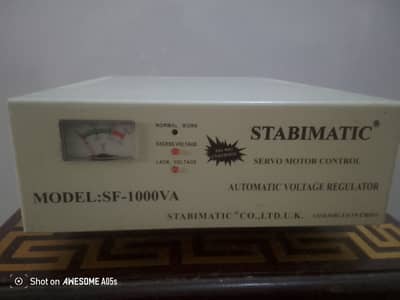 NORMAL WORK
EXCESS VOLTAGE
LACK VOLTAGE
STABIMATIC®
SERVO MOTOR CONTROL
AUTOMATIC VOLTAGE REGULATOR
MODEL:SF-1000VA
STABIMATIC® CO.,LTD.U.K.
Shot on AWESOME A05s